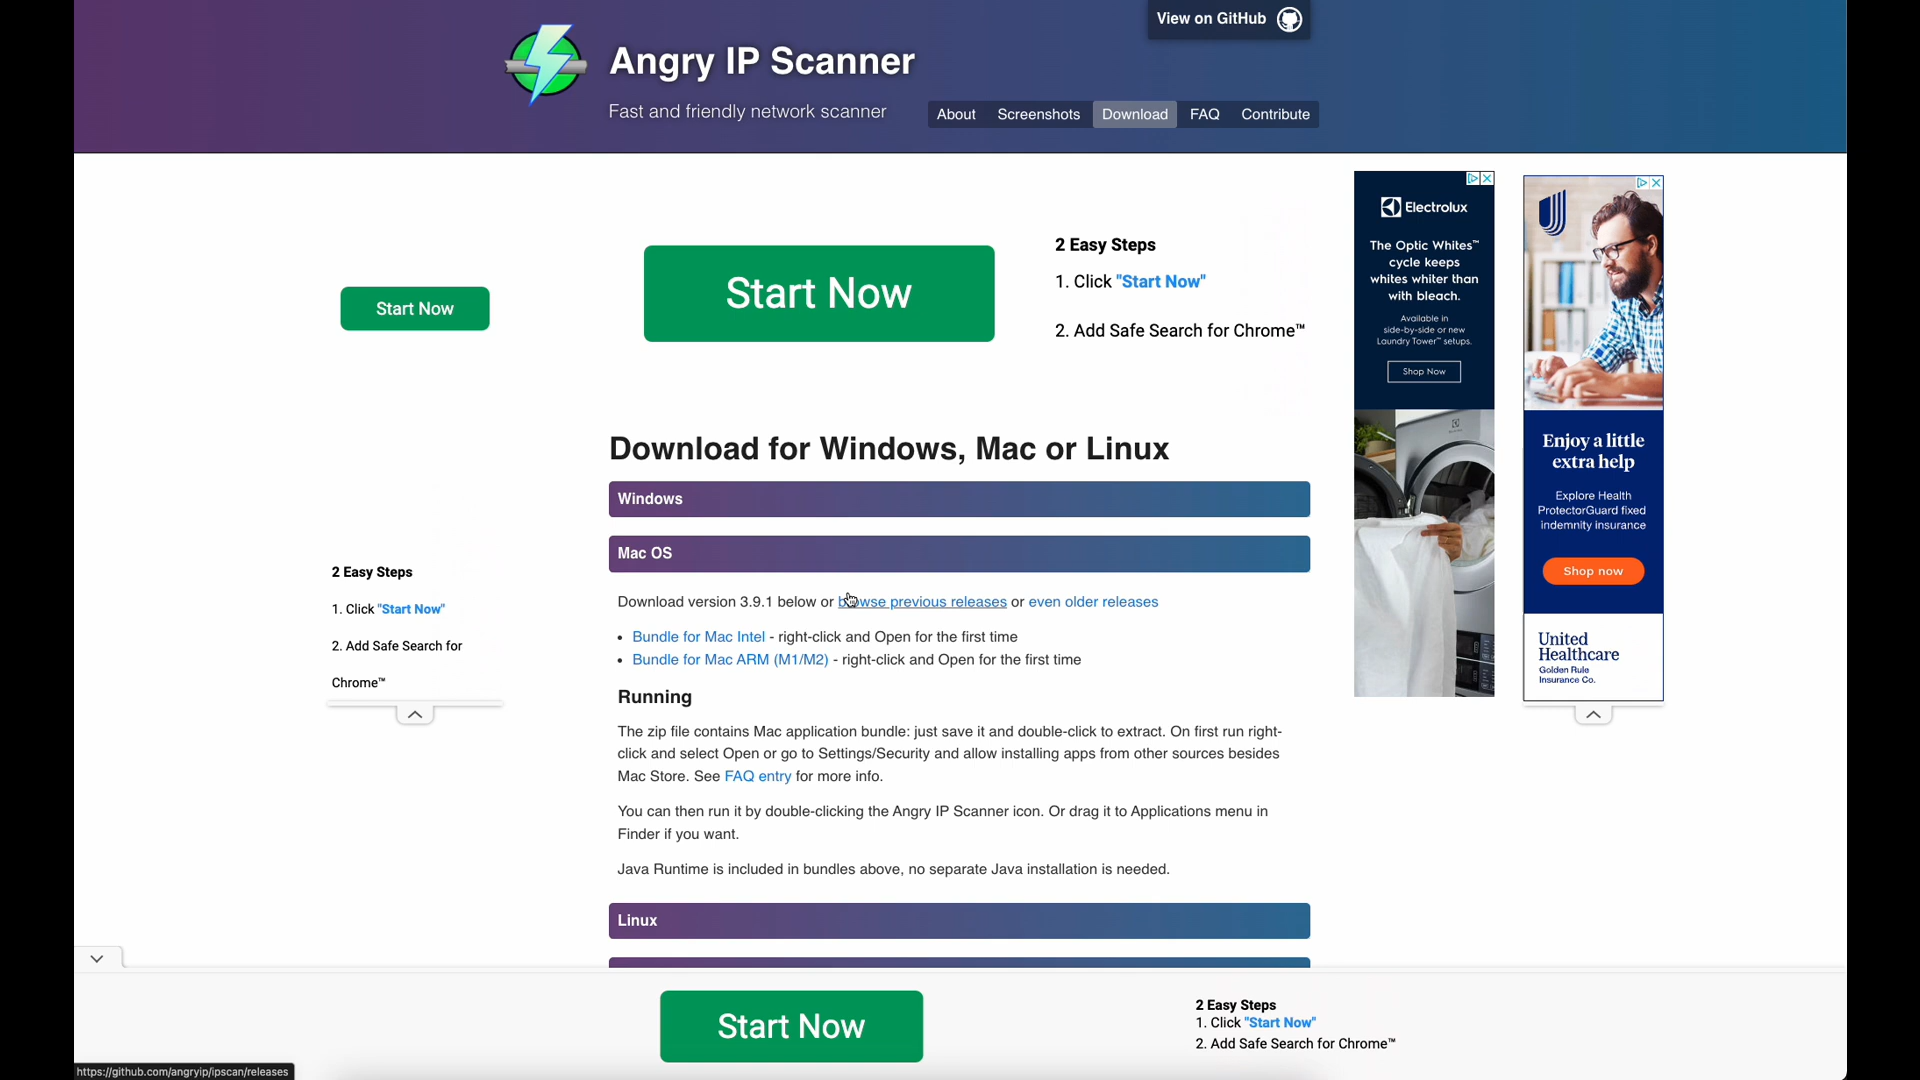 View on GitHub
Angry IP Scanner
Fast and friendly network scanner
About Screenshots Download FAQ Contribute
Start Now
Start Now
2 Easy Steps
1. Click "Start Now"
2. Add Safe Search for Chrome™
Electrolux
The Optic Whites™
cycle keeps
whites whiter than
with bleach.
Available in
side-by-side or new
Laundry Tower™ setups.
Shop Now
Enjoy a little
extra help
Explore Health
ProtectorGuard fixed
indemnity insurance
Shop now
United
Healthcare
Golden Rule
Insurance Co.
Download for Windows, Mac or Linux
Windows
Mac OS
Download version 3.9.1 below or previous releases or even older releases
• Bundle for Mac Intel - right-click and Open for the first time
• Bundle for Mac ARM (M1/M2) - right-click and Open for the first time
Running
The zip file contains Mac application bundle: just save it and double-click to extract. On first run right-
click and select Open or go to Settings/Security and allow installing apps from other sources besides
Mac Store. See FAQ entry for more info.
You can then run it by double-clicking the Angry IP Scanner icon. Or drag it to Applications menu in
Finder if you want.
Java Runtime is included in bundles above, no separate Java installation is needed.
Linux
2 Easy Steps
1. Click "Start Now"
2. Add Safe Search for
Chrome™
Start Now
2 Easy Steps
1. Click "Start Now"
2. Add Safe Search for Chrome™
https://github.com/angryip/ipscan/releases